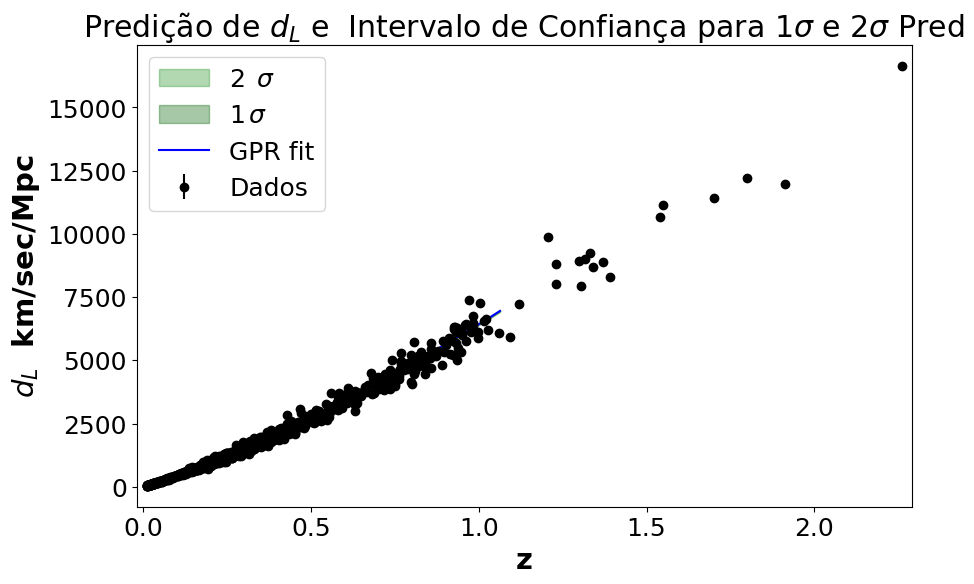 Predição de d_L e  Intervalo de Confiança para 1σ e 2σ Pred
2 σ
1σ
GPR fit
Dados
d_L km/sec/Mpc
15000
12500
10000
7500
5000
2500
0
0.0 0.5 1.0 1.5 2.0
z